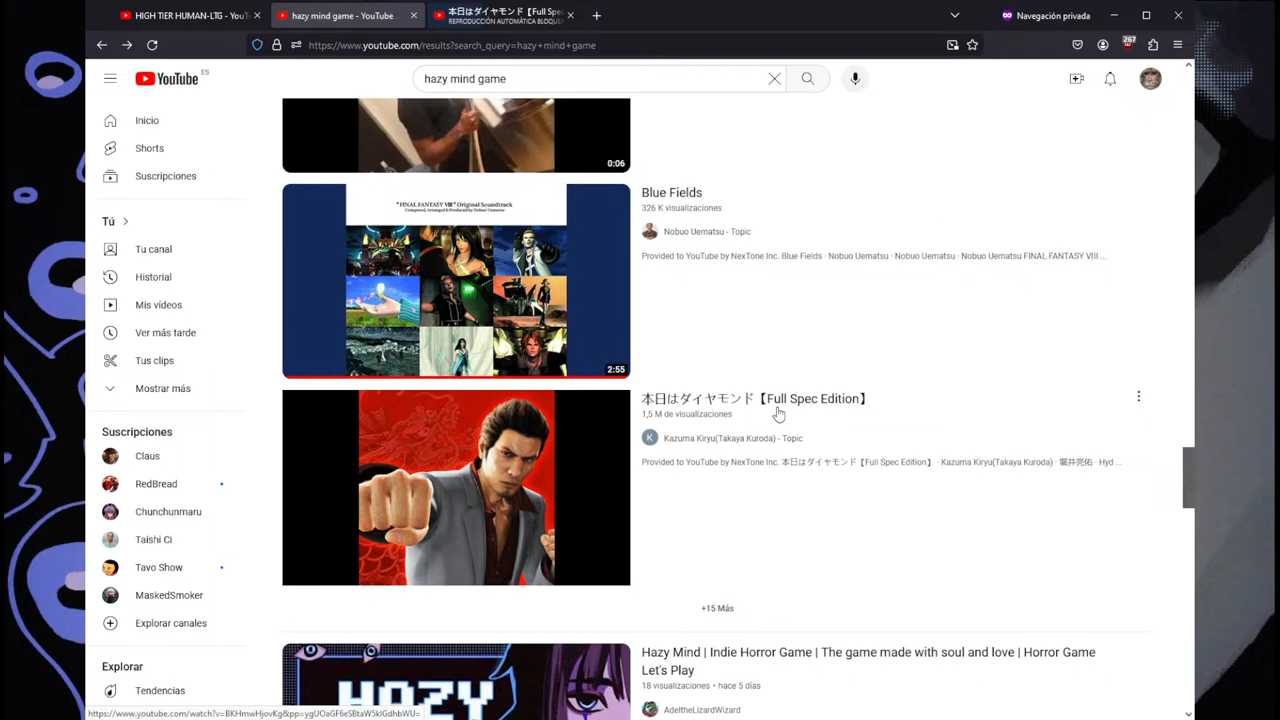 HIGH TIER HUMAN-LTG - YouT
hazy mind game - YouTube
本日はダイヤモンド【Full Spec
REPRODUCCIÓN AUTOMÁTICA BLOQUE
Navegación privada
https://www.youtube.com/results?search_query=hazy+mind+game
267
YouTube ES
hazy mind game
Inicio
Shorts
Suscripciones
Tú
Tu canal
Historial
Mis vídeos
Ver más tarde
Tus clips
Mostrar más
Suscripciones
Claus
RedBread
Chunchunmaru
Taishi Ci
Tavo Show
MaskedSmoker
Explorar canales
Explorar
Tendencias
0:06
"FINAL FANTASY VIII" Original Soundtrack
Composed, Arranged & Produced by Nobuo Uematsu
2:55
Blue Fields
326 K visualizaciones
Nobuo Uematsu - Topic
Provided to YouTube by NexTone Inc. Blue Fields · Nobuo Uematsu · Nobuo Uematsu · Nobuo Uematsu FINAL FANTASY VIII ...
本日はダイヤモンド【Full Spec Edition】
1,5 M de visualizaciones
K
Kazuma Kiryu(Takaya Kuroda) - Topic
Provided to YouTube by NexTone Inc. 本日はダイヤモンド【Full Spec Edition】 · Kazuma Kiryu(Takaya Kuroda) · 堀井亮佑 · Hyd ...
+15 Más
HAZY
Hazy Mind | Indie Horror Game | The game made with soul and love | Horror Game
Let's Play
18 visualizaciones • hace 5 días
AdeltheLizardWizard